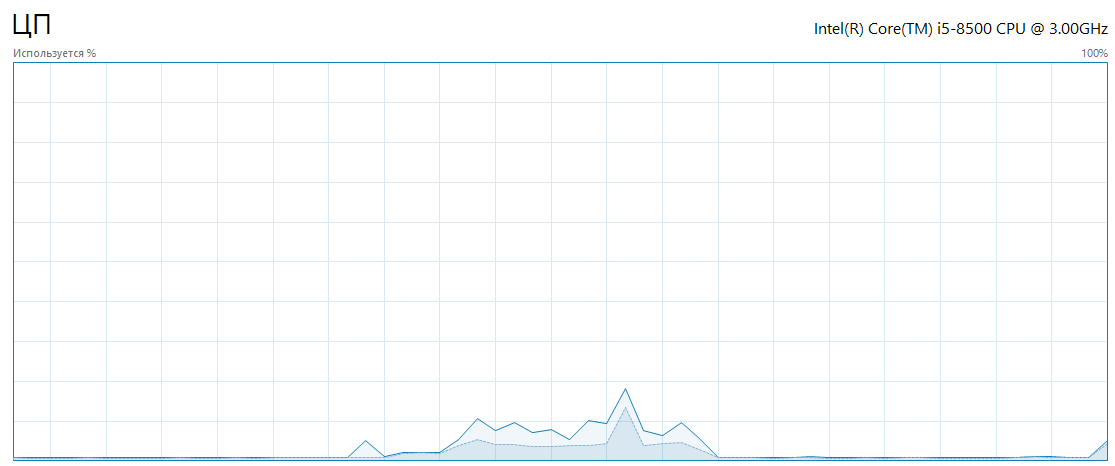 ЦП
Intel(R) Core(TM) i5-8500 CPU @ 3.00GHz
Используется %
100%